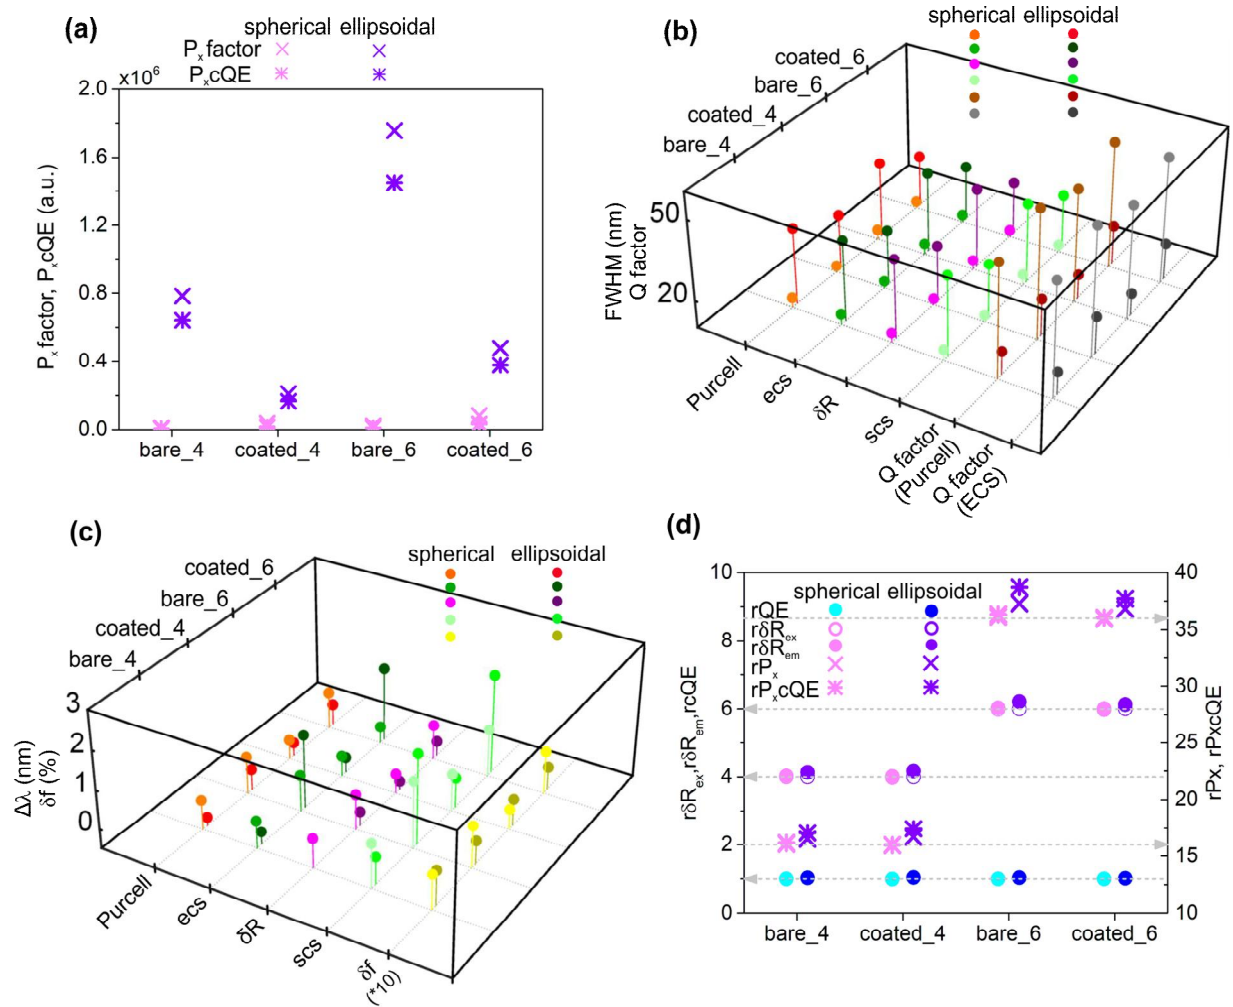 (a)
spherical ellipsoidal
Pₓ factor
PₓcQE
x10⁶
2.0
1.6
1.2
0.8
0.4
0.0
Pₓ factor, PₓcQE (a.u.)
bare_4 coated_4 bare_6 coated_6
(b)
spherical ellipsoidal
coated_6
bare_6
coated_4
bare_4
50
20
FWHM (nm)
Q factor
Purcell
ecs
δR
scs
Q factor
(Purcell)
Q factor
(ECS)
(c)
spherical ellipsoidal
coated_6
bare_6
coated_4
bare_4
3
2
1
0
Δλ (nm)
δf (%)
Purcell
ecs
δR
scs
δf
(*10)
(d)
spherical ellipsoidal
rQE
rδRₑₓ
rδRₑₘ
rPₓ
rPₓcQE
10
8
6
4
2
0
rδRₑₓ,rδRₑₘ,rcQE
40
35
30
25
20
15
10
rPx, rPxcQE
bare_4 coated_4 bare_6 coated_6